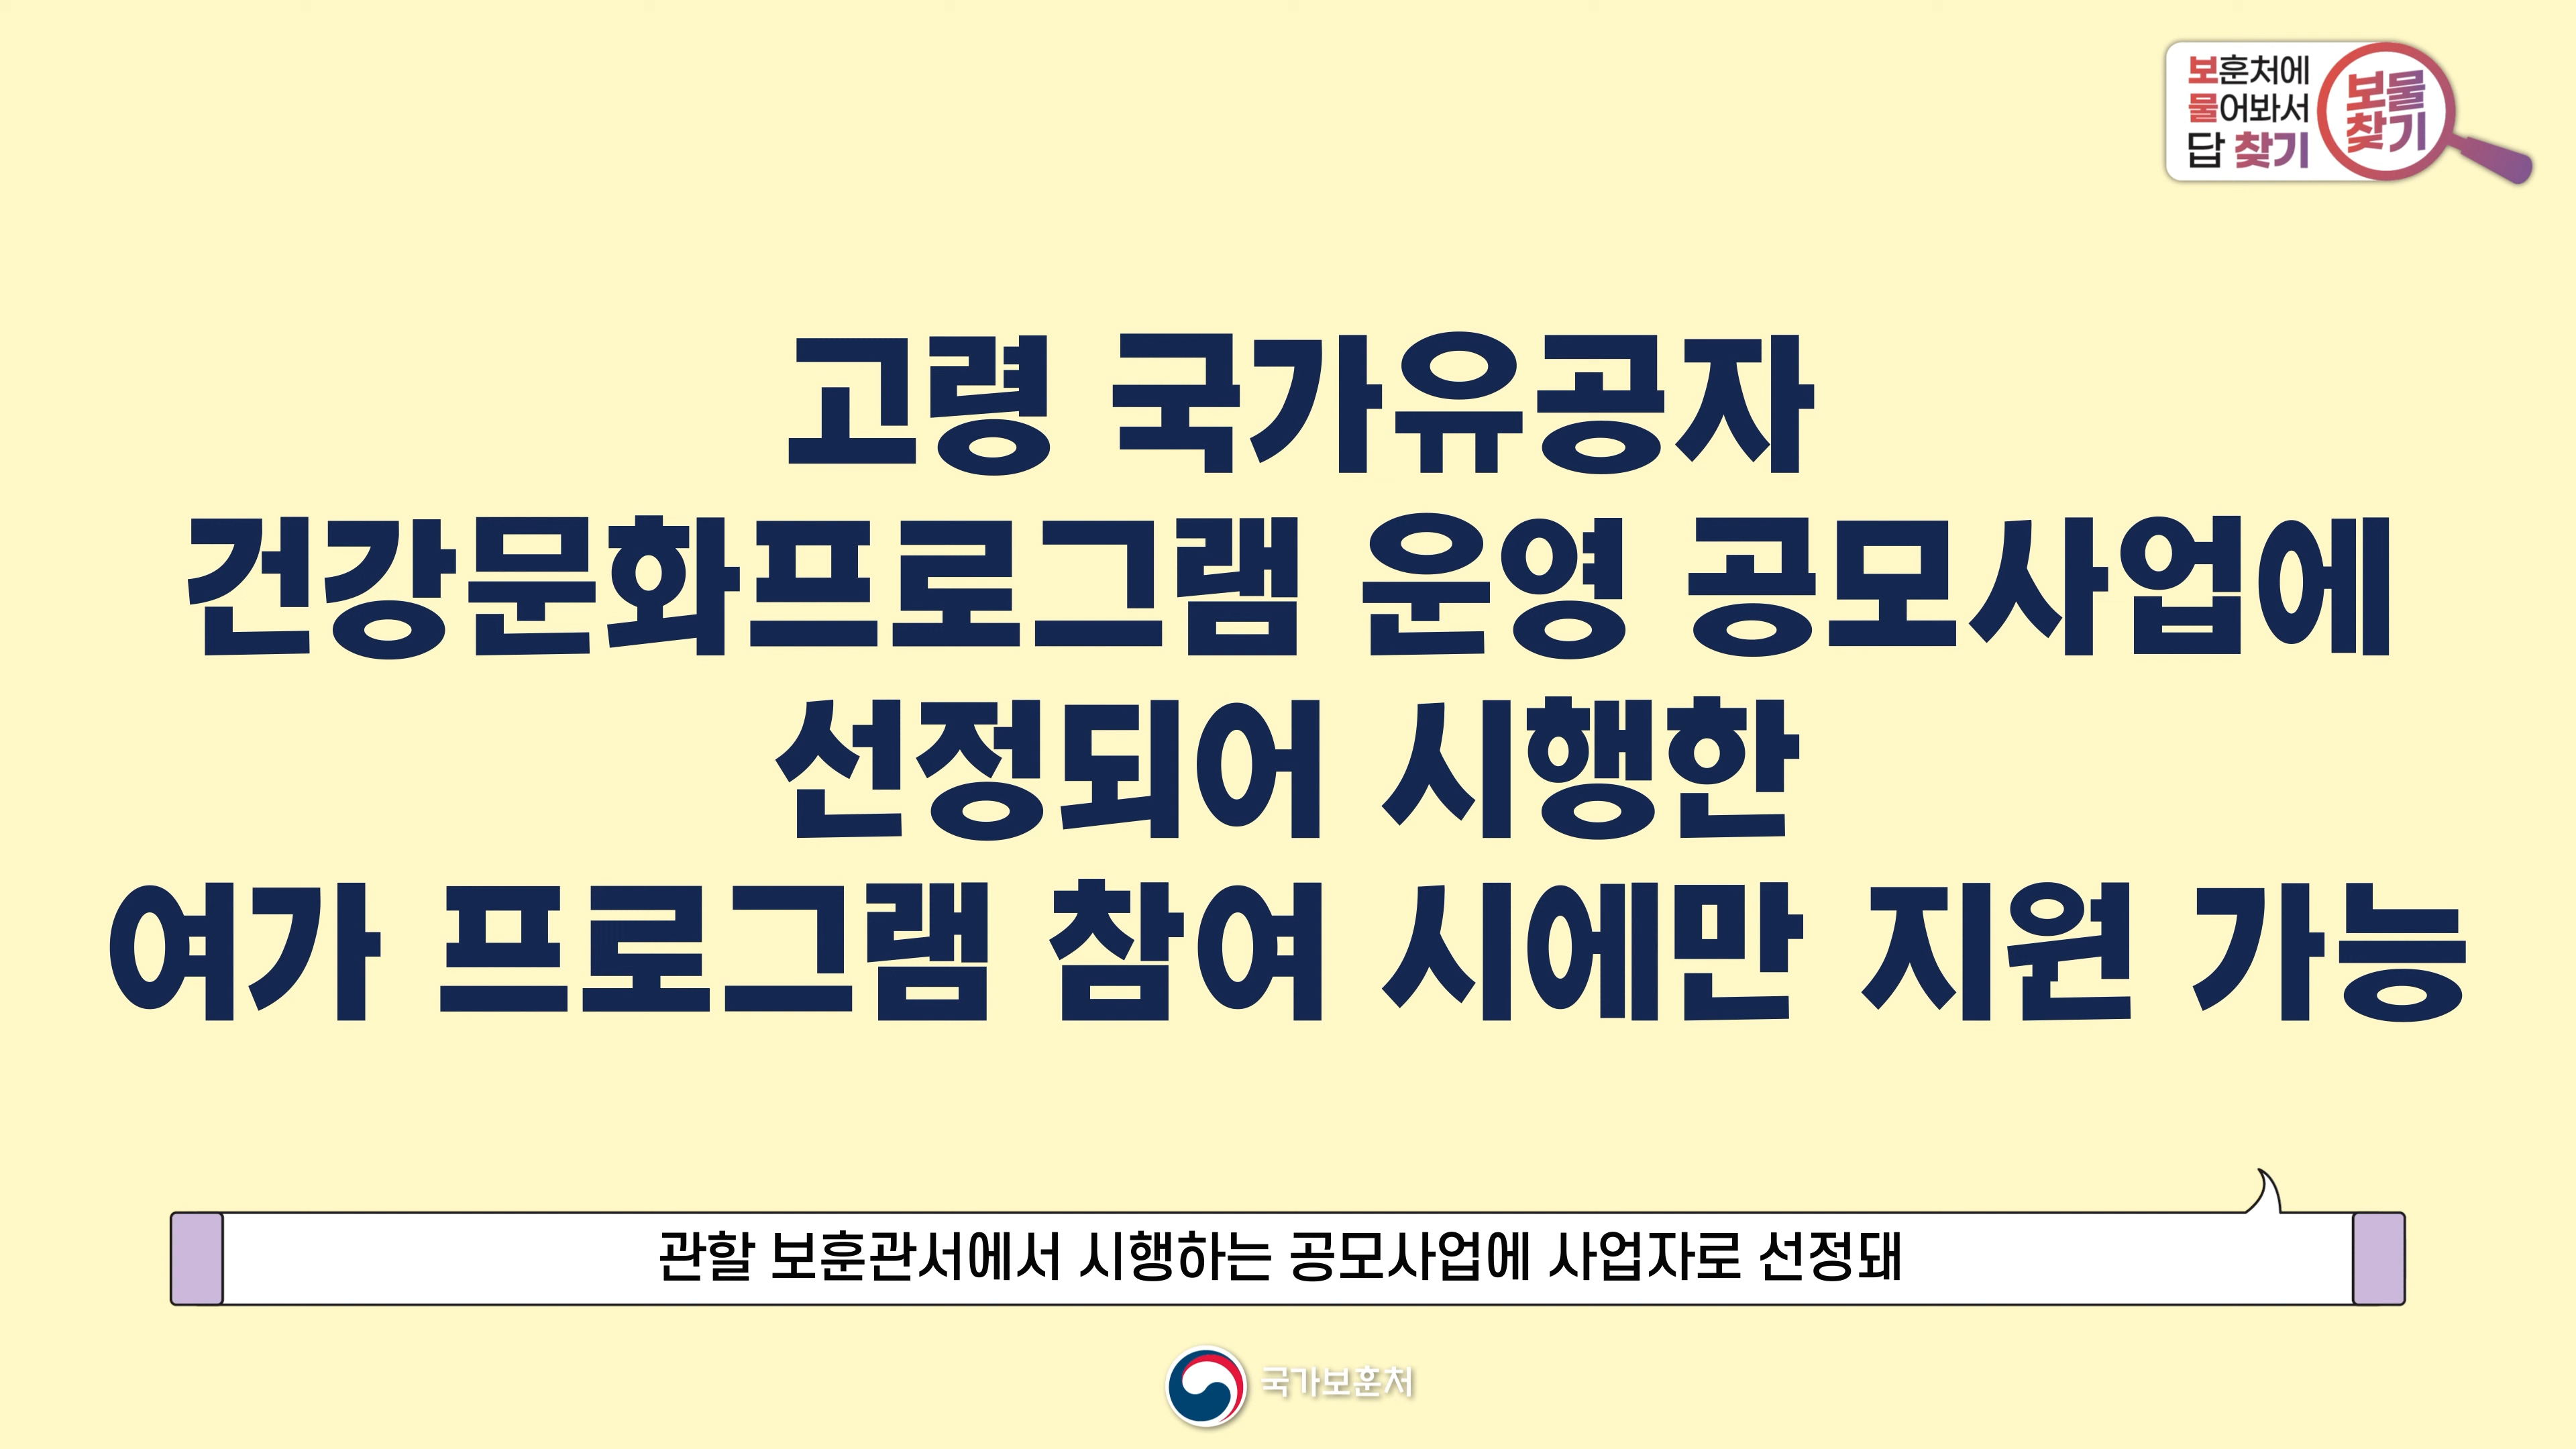 보훈처에
물어봐서
답 찾기
보물
찾기
고령 국가유공자
건강문화프로그램 운영 공모사업에
선정되어 시행한
여가 프로그램 참여 시에만 지원 가능
관할 보훈관서에서 시행하는 공모사업에 사업자로 선정돼
국가보훈처